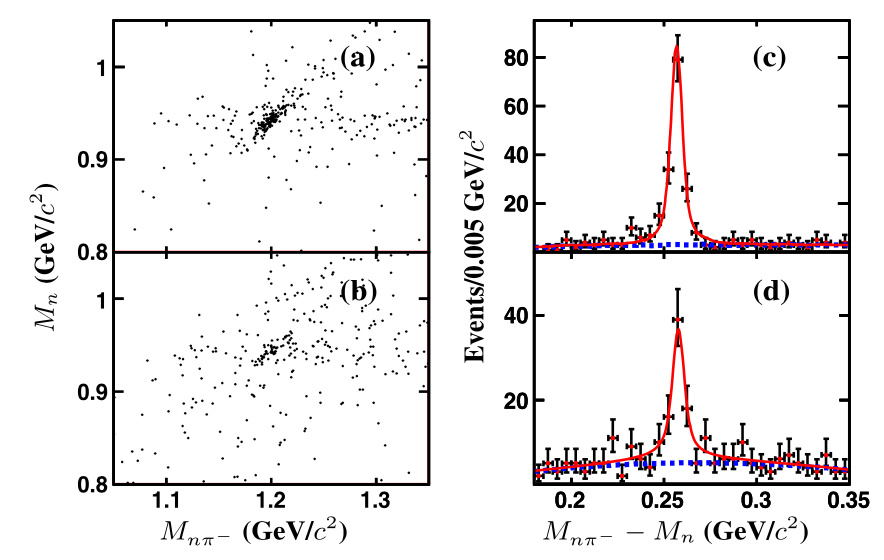 (a)
1
0.9
0.8
(b)
1
0.9
0.8
1.1 1.2 1.3
M_n (GeV/c²)
M_{nπ⁻} (GeV/c²)
(c)
80
60
40
20
(d)
40
20
0.2 0.25 0.3 0.35
Events/0.005 GeV/c²
M_{nπ⁻} − M_n (GeV/c²)